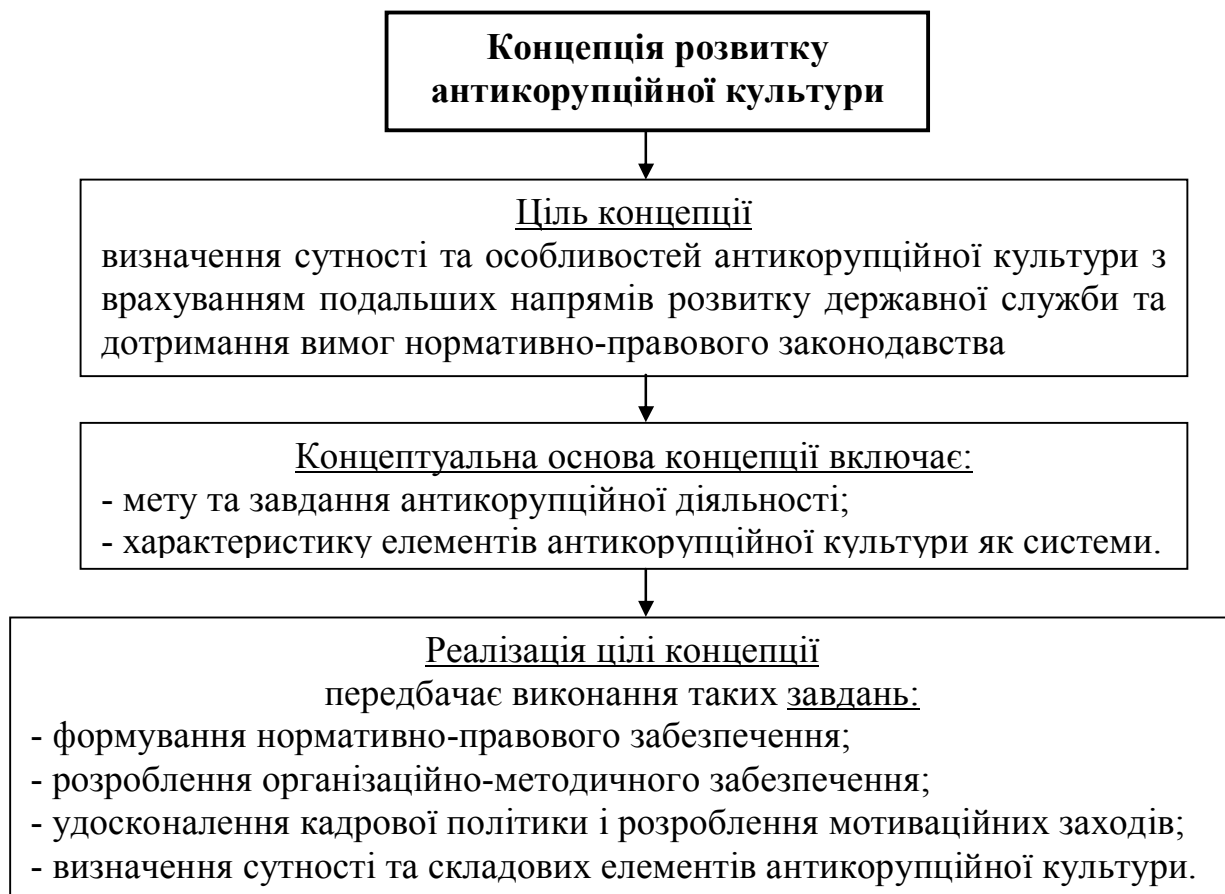 Концепція розвитку
антикорупційної культури
Ціль концепції
визначення сутності та особливостей антикорупційної культури з
врахуванням подальших напрямів розвитку державної служби та
дотримання вимог нормативно-правового законодавства
Концептуальна основа концепції включає:
- мету та завдання антикорупційної діяльності;
- характеристику елементів антикорупційної культури як системи.
Реалізація цілі концепції
передбачає виконання таких завдань:
- формування нормативно-правового забезпечення;
- розроблення організаційно-методичного забезпечення;
- удосконалення кадрової політики і розроблення мотиваційних заходів;
- визначення сутності та складових елементів антикорупційної культури.